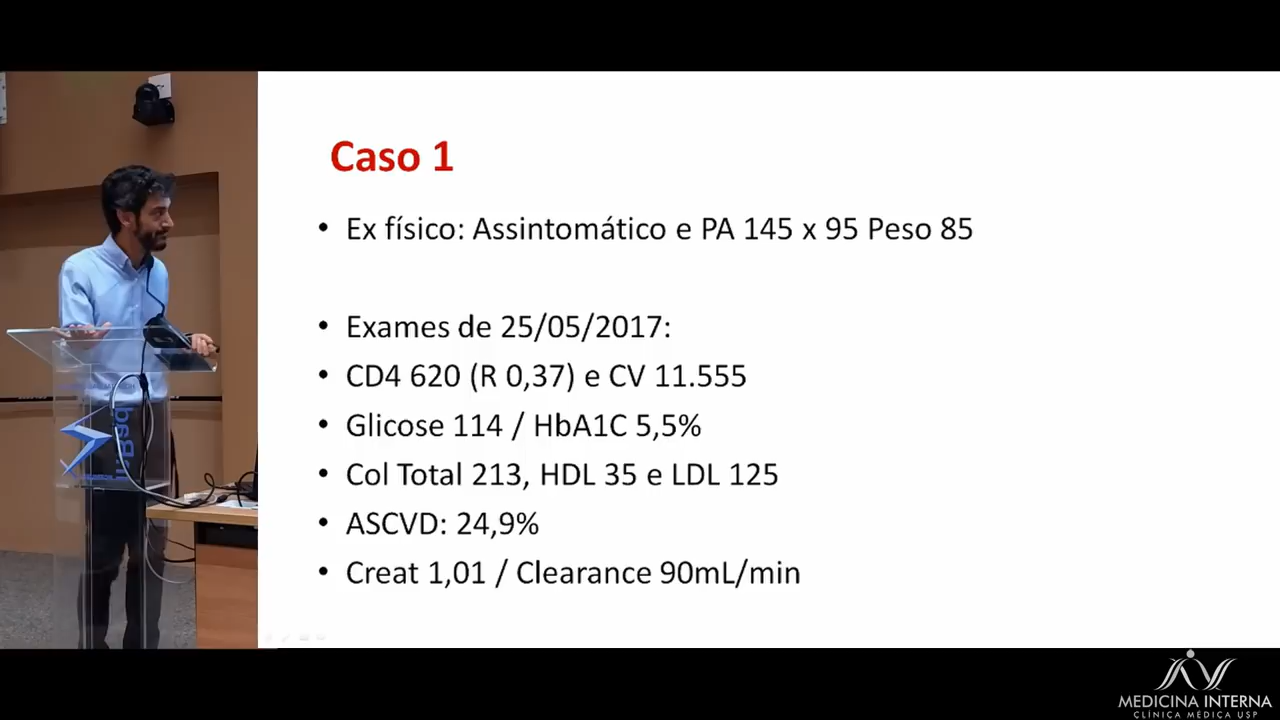 Caso 1
• Ex físico: Assintomático e PA 145 x 95 Peso 85
• Exames de 25/05/2017:
• CD4 620 (R 0,37) e CV 11.555
• Glicose 114 / HbA1C 5,5%
• Col Total 213, HDL 35 e LDL 125
• ASCVD: 24,9%
• Creat 1,01 / Clearance 90mL/min
MEDICINA INTERNA
CLÍNICA MÉDICA USP